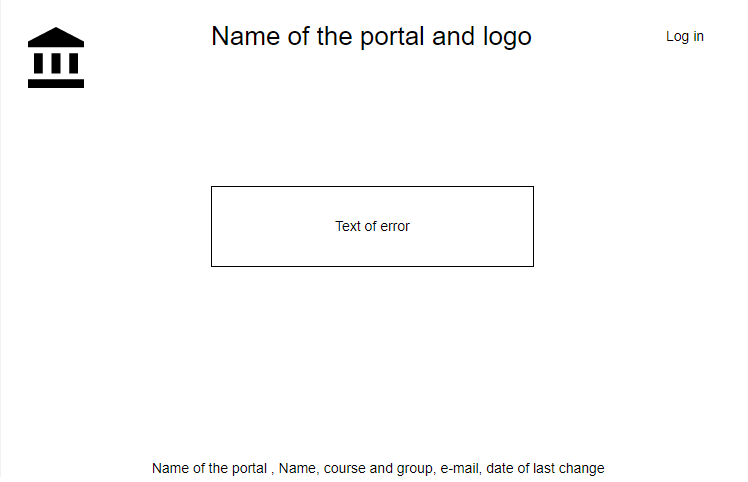 Name of the portal and logo
Log in
Text of error
Name of the portal , Name, course and group, e-mail, date of last change